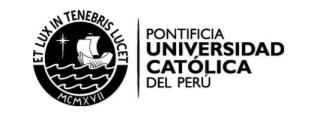 ET LUX IN TENEBRIS LUCET
MCMXVII
PONTIFICIA
UNIVERSIDAD
CATÓLICA
DEL PERÚ